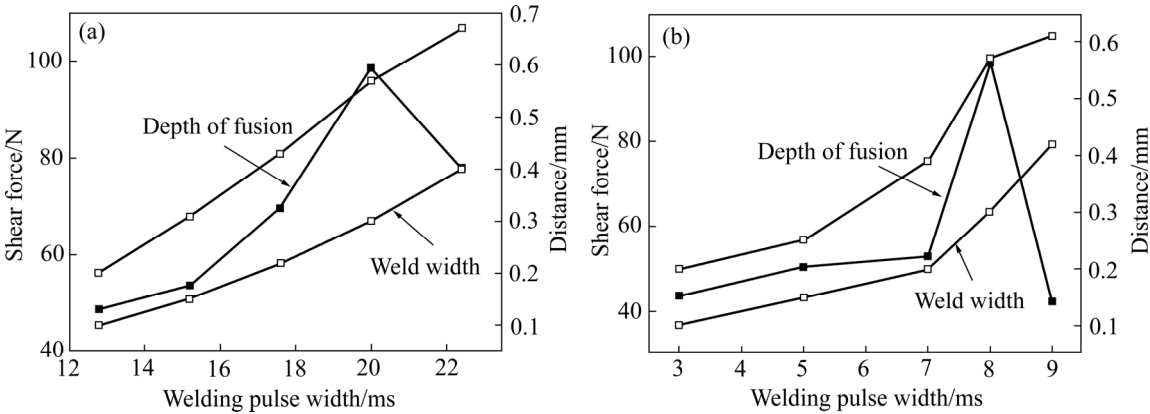 (a)
Shear force/N
100
80
60
40
0.7
0.6
0.5
0.4
0.3
0.2
0.1
Distance/mm
Depth of fusion
Weld width
12 14 16 18 20 22
Welding pulse width/ms
(b)
Shear force/N
100
80
60
40
0.6
0.5
0.4
0.3
0.2
0.1
Distance/mm
Depth of fusion
Weld width
3 4 5 6 7 8 9
Welding pulse width/ms